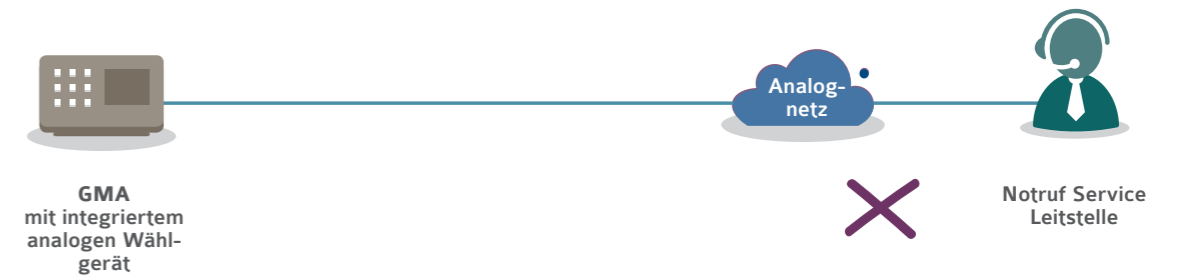 Analog-
netz
GMA
mit integriertem
analogen Wähl-
gerät
Notruf Service
Leitstelle